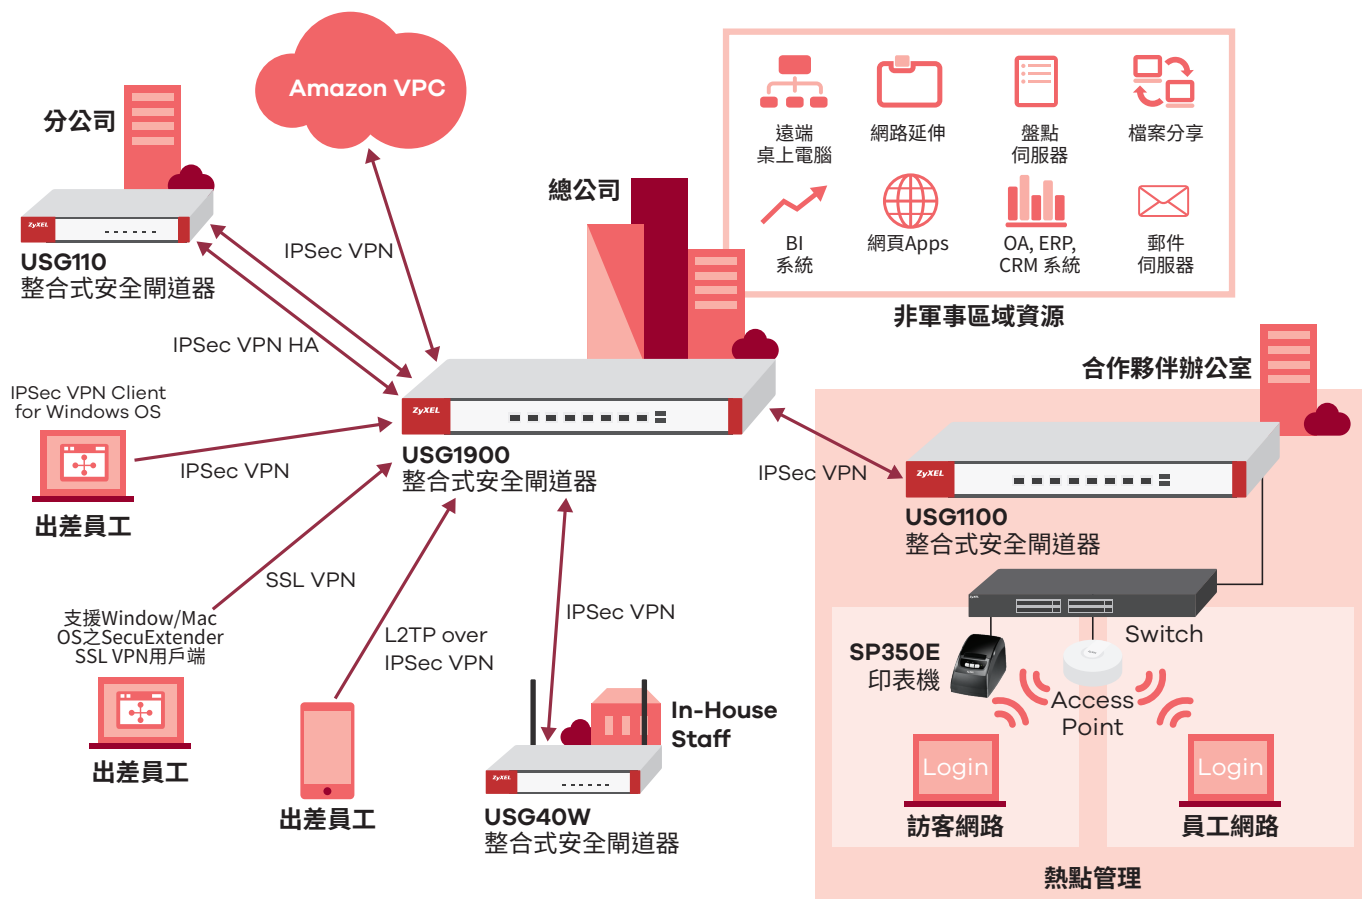 Amazon VPC
分公司
ZyXEL
USG110
整合式安全閘道器
IPSec VPN
IPSec VPN HA
總公司
遠端
桌上電腦
網路延伸
盤點
伺服器
檔案分享
BI
系統
網頁Apps
OA, ERP,
CRM 系統
郵件
伺服器
非軍事區域資源
IPSec VPN Client
for Windows OS
IPSec VPN
出差員工
ZyXEL
USG1900
整合式安全閘道器
合作夥伴辦公室
IPSec VPN
ZyXEL
USG1100
整合式安全閘道器
SSL VPN
支援Window/Mac
OS之SecuExtender
SSL VPN用戶端
出差員工
L2TP over
IPSec VPN
出差員工
IPSec VPN
In-House
Staff
ZyXEL
USG40W
整合式安全閘道器
Switch
SP350E
印表機
Access
Point
Login
訪客網路
Login
員工網路
熱點管理